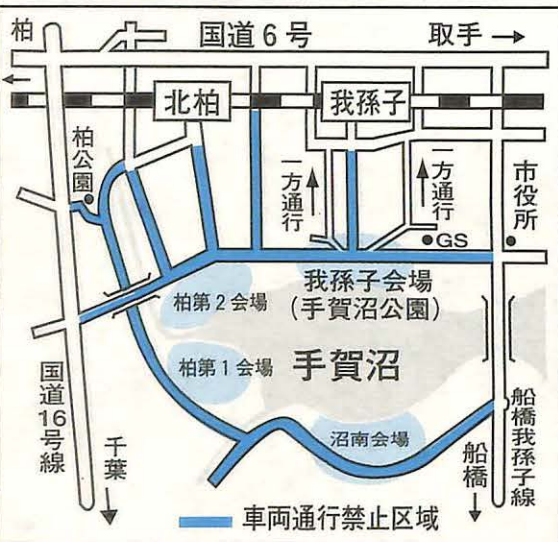 柏
国道6号
取手→
北柏
我孫子
柏公園
一方通行
一方通行
市役所
GS
柏第2会場
我孫子会場
(手賀沼公園)
柏第1会場
手賀沼
国道16号線
千葉
沼南会場
船橋
船橋我孫子線
車両通行禁止区域